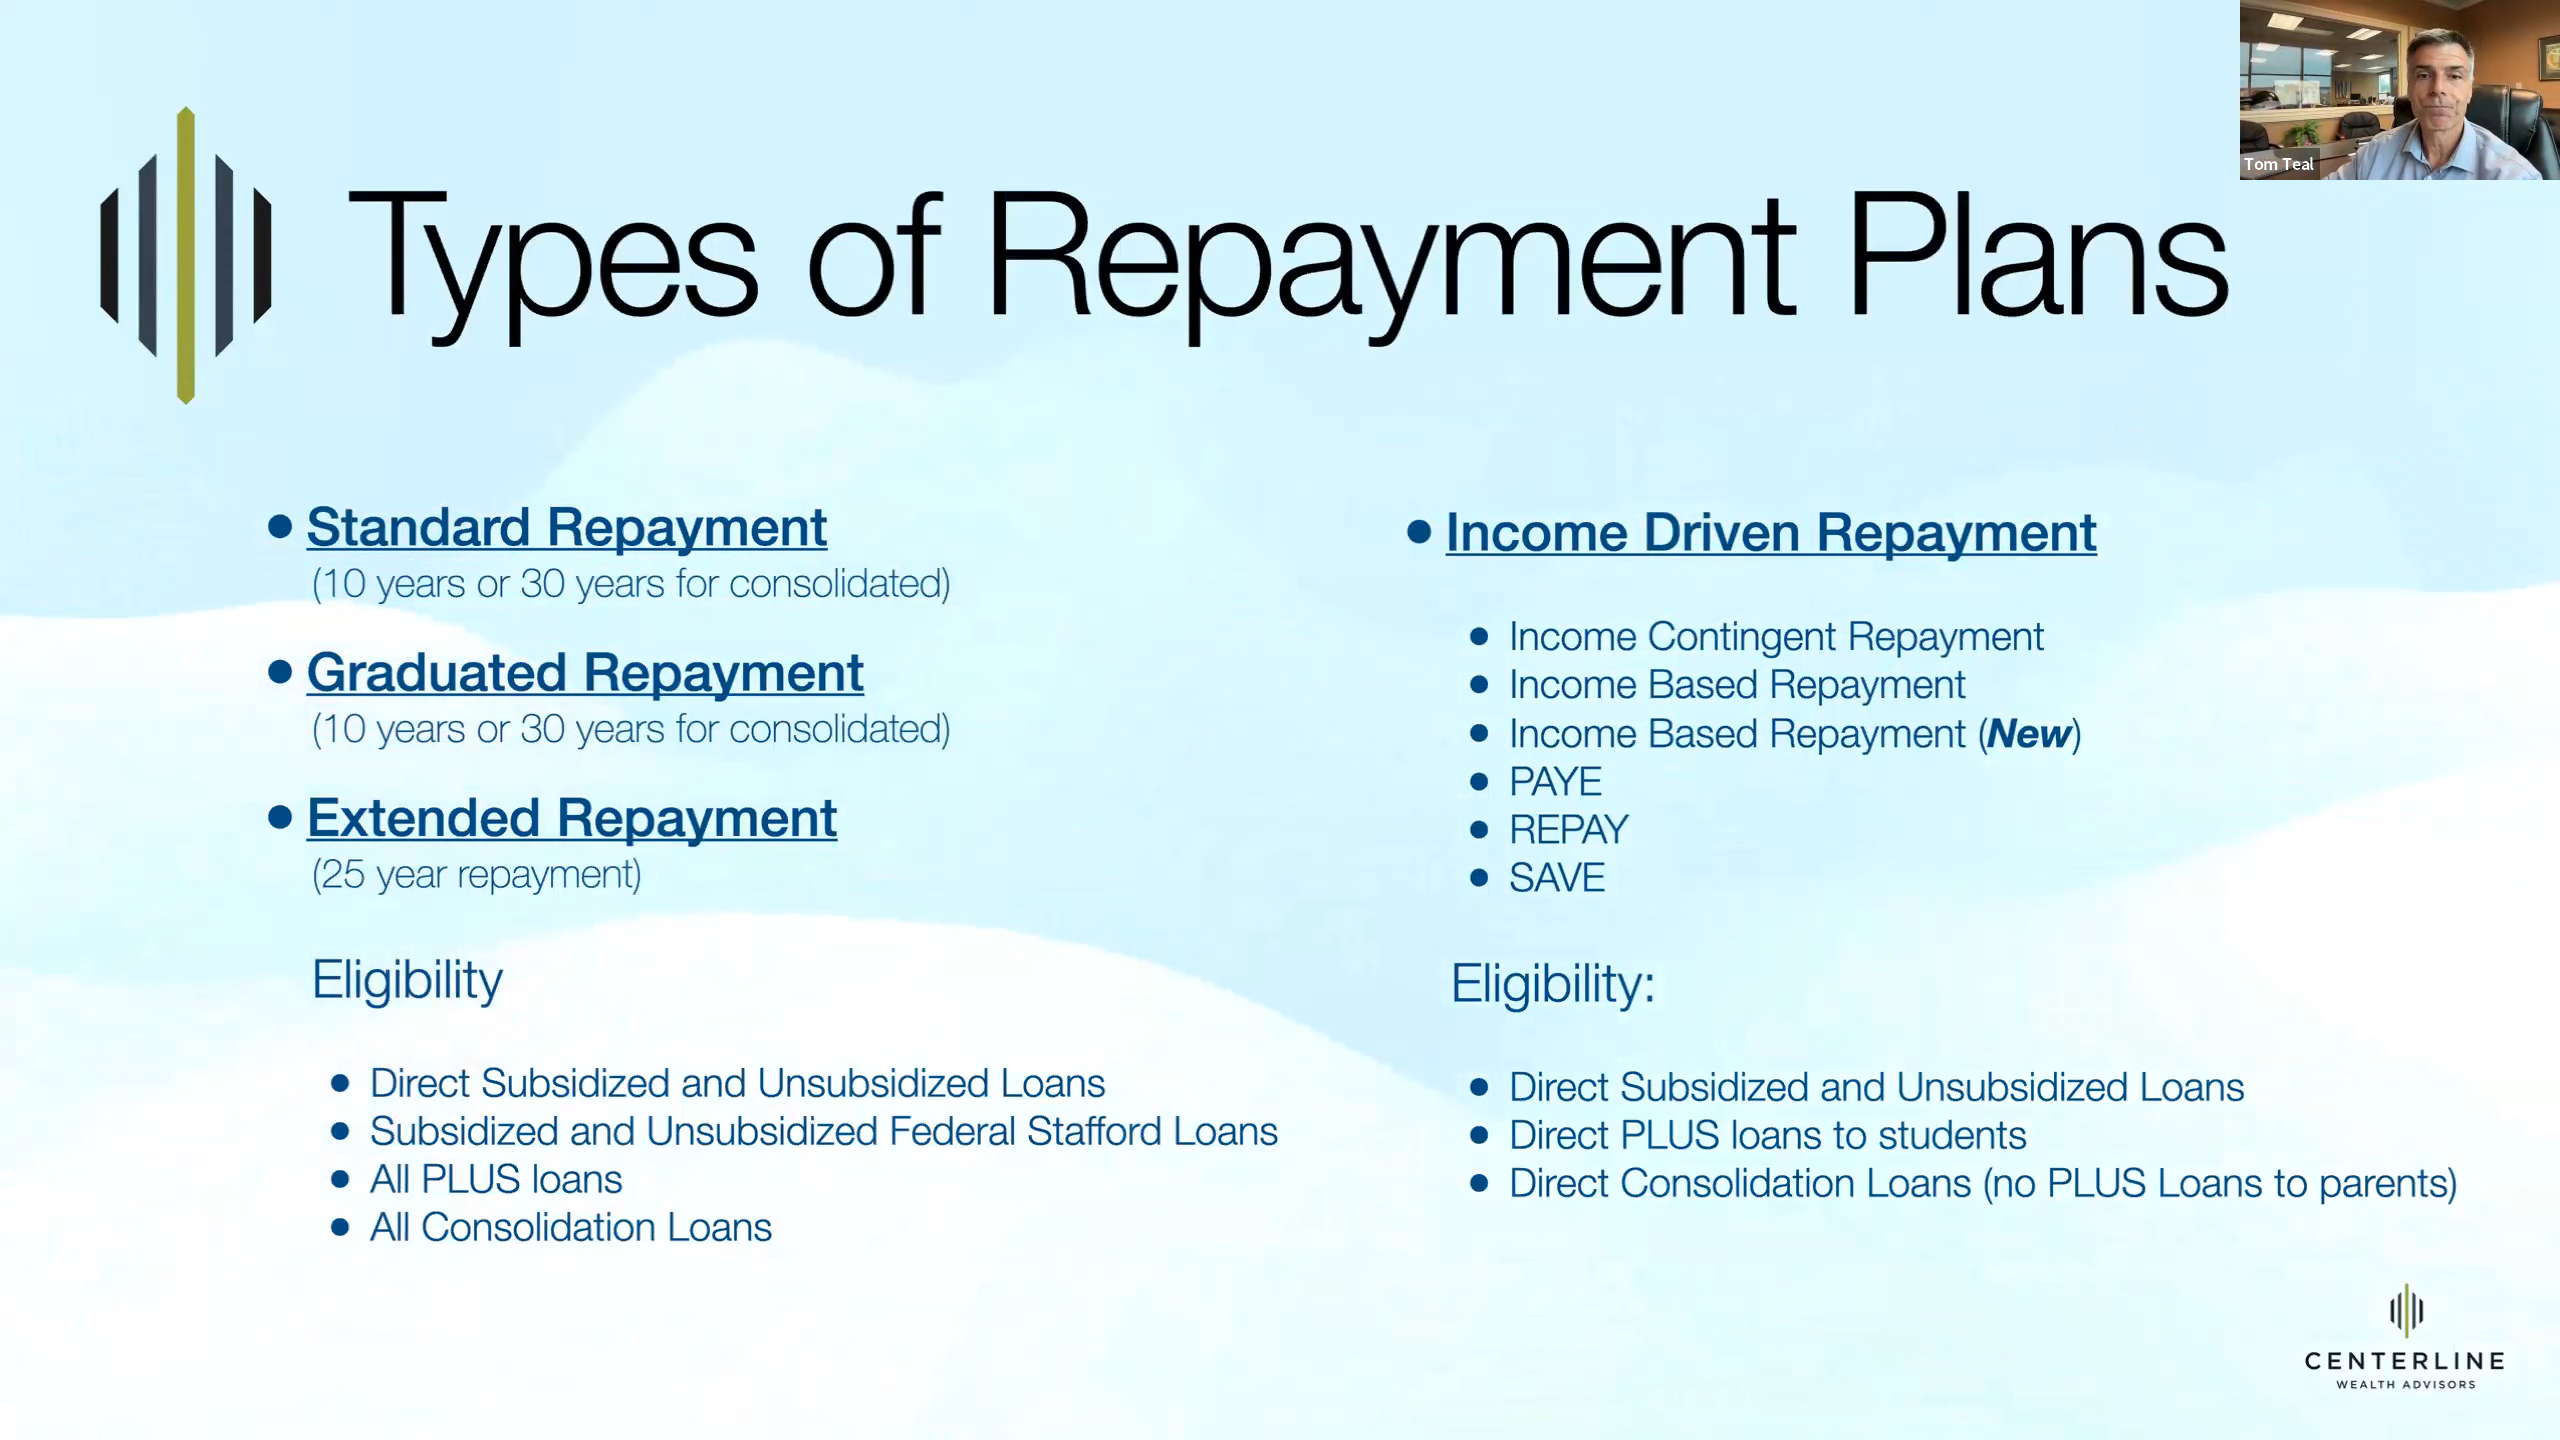 Tom Teal
Types of Repayment Plans
• Standard Repayment
(10 years or 30 years for consolidated)
• Graduated Repayment
(10 years or 30 years for consolidated)
• Extended Repayment
(25 year repayment)
Eligibility
• Direct Subsidized and Unsubsidized Loans
• Subsidized and Unsubsidized Federal Stafford Loans
• All PLUS loans
• All Consolidation Loans
• Income Driven Repayment
• Income Contingent Repayment
• Income Based Repayment
• Income Based Repayment (New)
• PAYE
• REPAY
• SAVE
Eligibility:
• Direct Subsidized and Unsubsidized Loans
• Direct PLUS loans to students
• Direct Consolidation Loans (no PLUS Loans to parents)
CENTERLINE
WEALTH ADVISORS